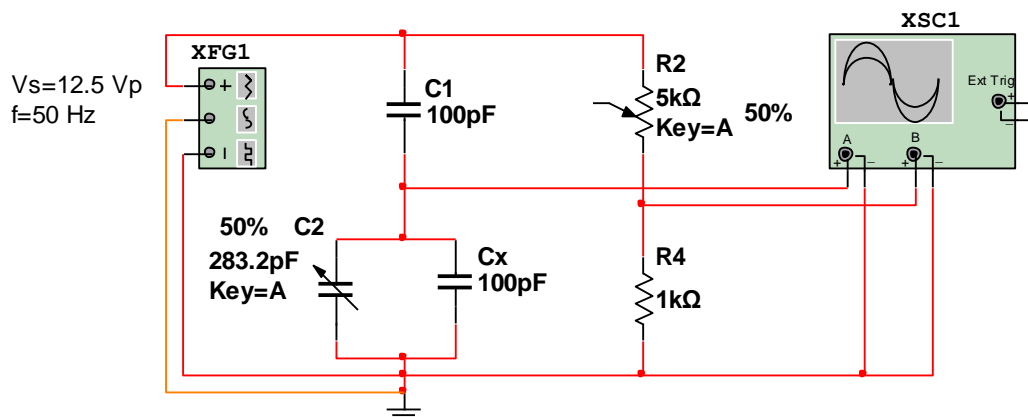 XSC1
XFG1
Vs=12.5 Vp
f=50 Hz
C1
100pF
R2
5kΩ
Key=A
50%
Ext Trig
+
−
A
B
+
−
+
−
+
50% C2
283.2pF
Key=A
Cx
100pF
R4
1kΩ